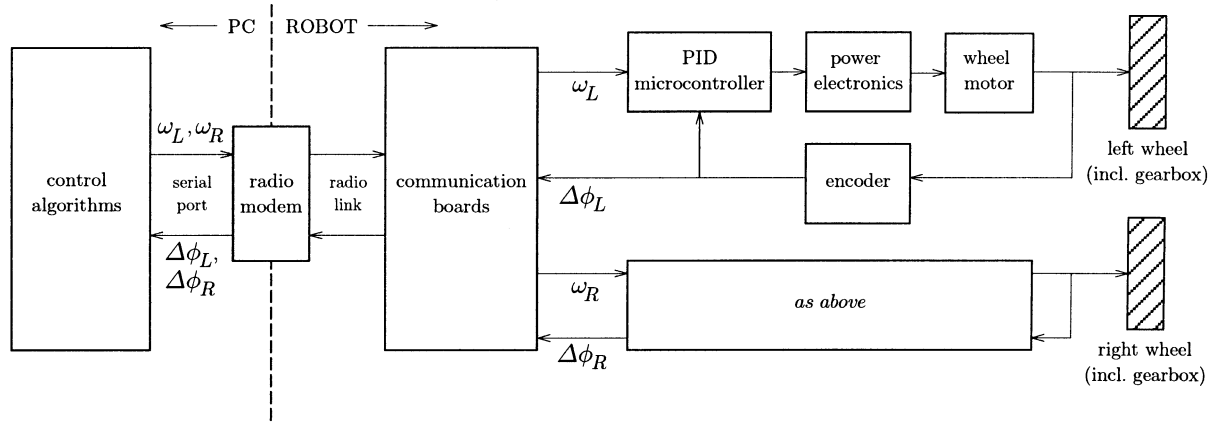 PC ROBOT
control
algorithms
ω_L, ω_R
serial
port
Δφ_L,
Δφ_R
radio
modem
radio
link
communication
boards
ω_L
PID
microcontroller
power
electronics
wheel
motor
left wheel
(incl. gearbox)
Δφ_L
encoder
ω_R
as above
Δφ_R
right wheel
(incl. gearbox)